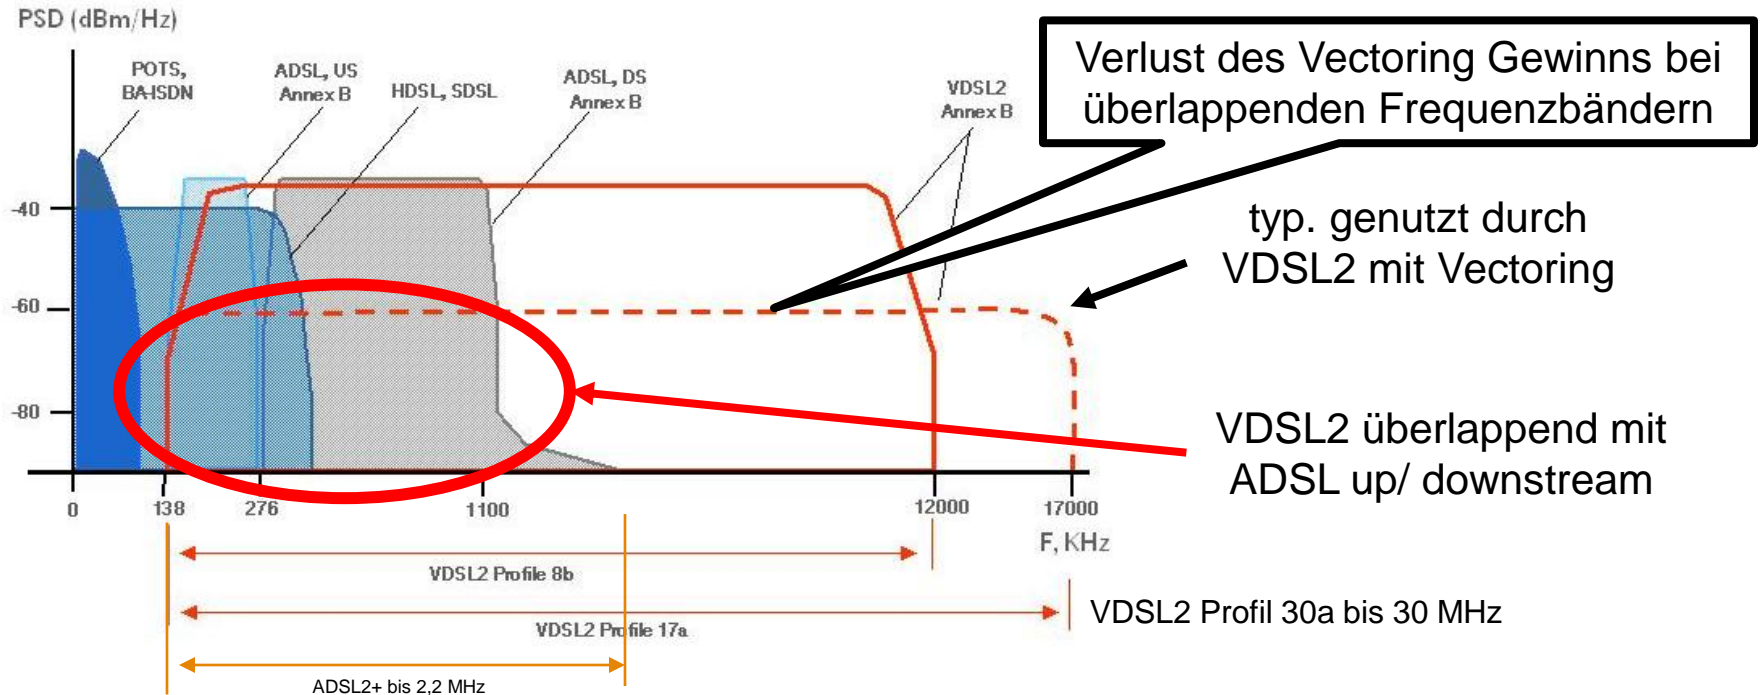 PSD (dBm/Hz)
POTS,
BA-ISDN
ADSL, US
Annex B
HDSL, SDSL
ADSL, DS
Annex B
VDSL2
Annex B
Verlust des Vectoring Gewinns bei
überlappenden Frequenzbändern
typ. genutzt durch
VDSL2 mit Vectoring
-40
-60
-80
VDSL2 überlappend mit
ADSL up/ downstream
0
138
276
1100
12000
17000
F, KHz
VDSL2 Profile 8b
VDSL2 Profile 17a
VDSL2 Profil 30a bis 30 MHz
ADSL2+ bis 2,2 MHz